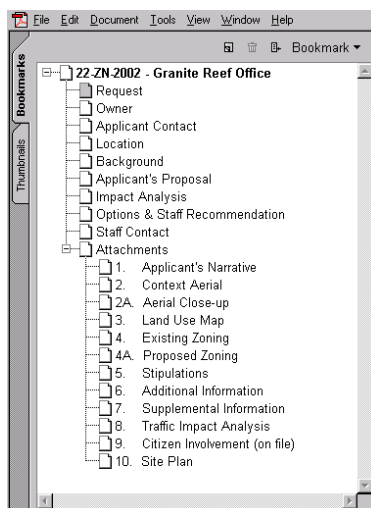 File Edit Document Tools View Window Help
Bookmark
Bookmarks
Thumbnails
22-ZN-2002 - Granite Reef Office
Request
Owner
Applicant Contact
Location
Background
Applicant's Proposal
Impact Analysis
Options & Staff Recommendation
Staff Contact
Attachments
1. Applicant's Narrative
2. Context Aerial
2A. Aerial Close-up
3. Land Use Map
4. Existing Zoning
4A. Proposed Zoning
5. Stipulations
6. Additional Information
7. Supplemental Information
8. Traffic Impact Analysis
9. Citizen Involvement (on file)
10. Site Plan